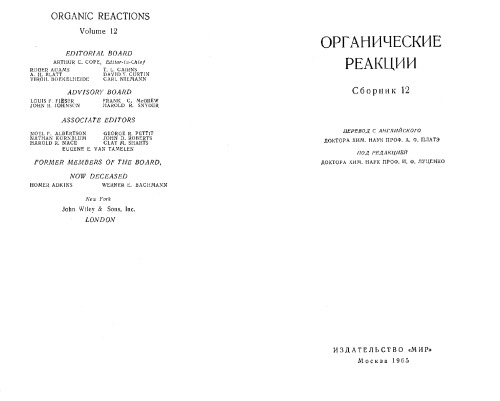 ORGANIC REACTIONS
Volume 12
EDITORIAL BOARD
ARTHUR C. COPE, Editor-in-Chief
ROGER ADAMS T. L. CAIRNS
A. H. BLATT DAVID Y. CURTIN
VIRGIL BOEKELHEIDE CARL NIEMANN
ADVISORY BOARD
LOUIS F. FIESER FRANK C. McGREW
JOHN R. JOHNSON HAROLD R. SNYDER
ASSOCIATE EDITORS
NOEL F. ALBERTSON GEORGE R. PETTIT
NATHAN KORNBLUM JOHN D. ROBERTS
HAROLD R. NACE CLAY M. SHARTS
EUGENE E. VAN TAMELEN
FORMER MEMBERS OF THE BOARD,
NOW DECEASED
HOMER ADKINS WERNER E. BACHMANN
New York
John Wiley & Sons, Inc.
LONDON
ОРГАНИЧЕСКИЕ
РЕАКЦИИ
Сборник 12
ПЕРЕВОД С АНГЛИЙСКОГО
ДОКТОРА ХИМ. НАУК ПРОФ. А. Ф. ПЛАТЭ
ПОД РЕДАКЦИЕЙ
ДОКТОРА ХИМ. НАУК ПРОФ. И. Ф. ЛУЦЕНКО
ИЗДАТЕЛЬСТВО «МИР»
Москва 1965